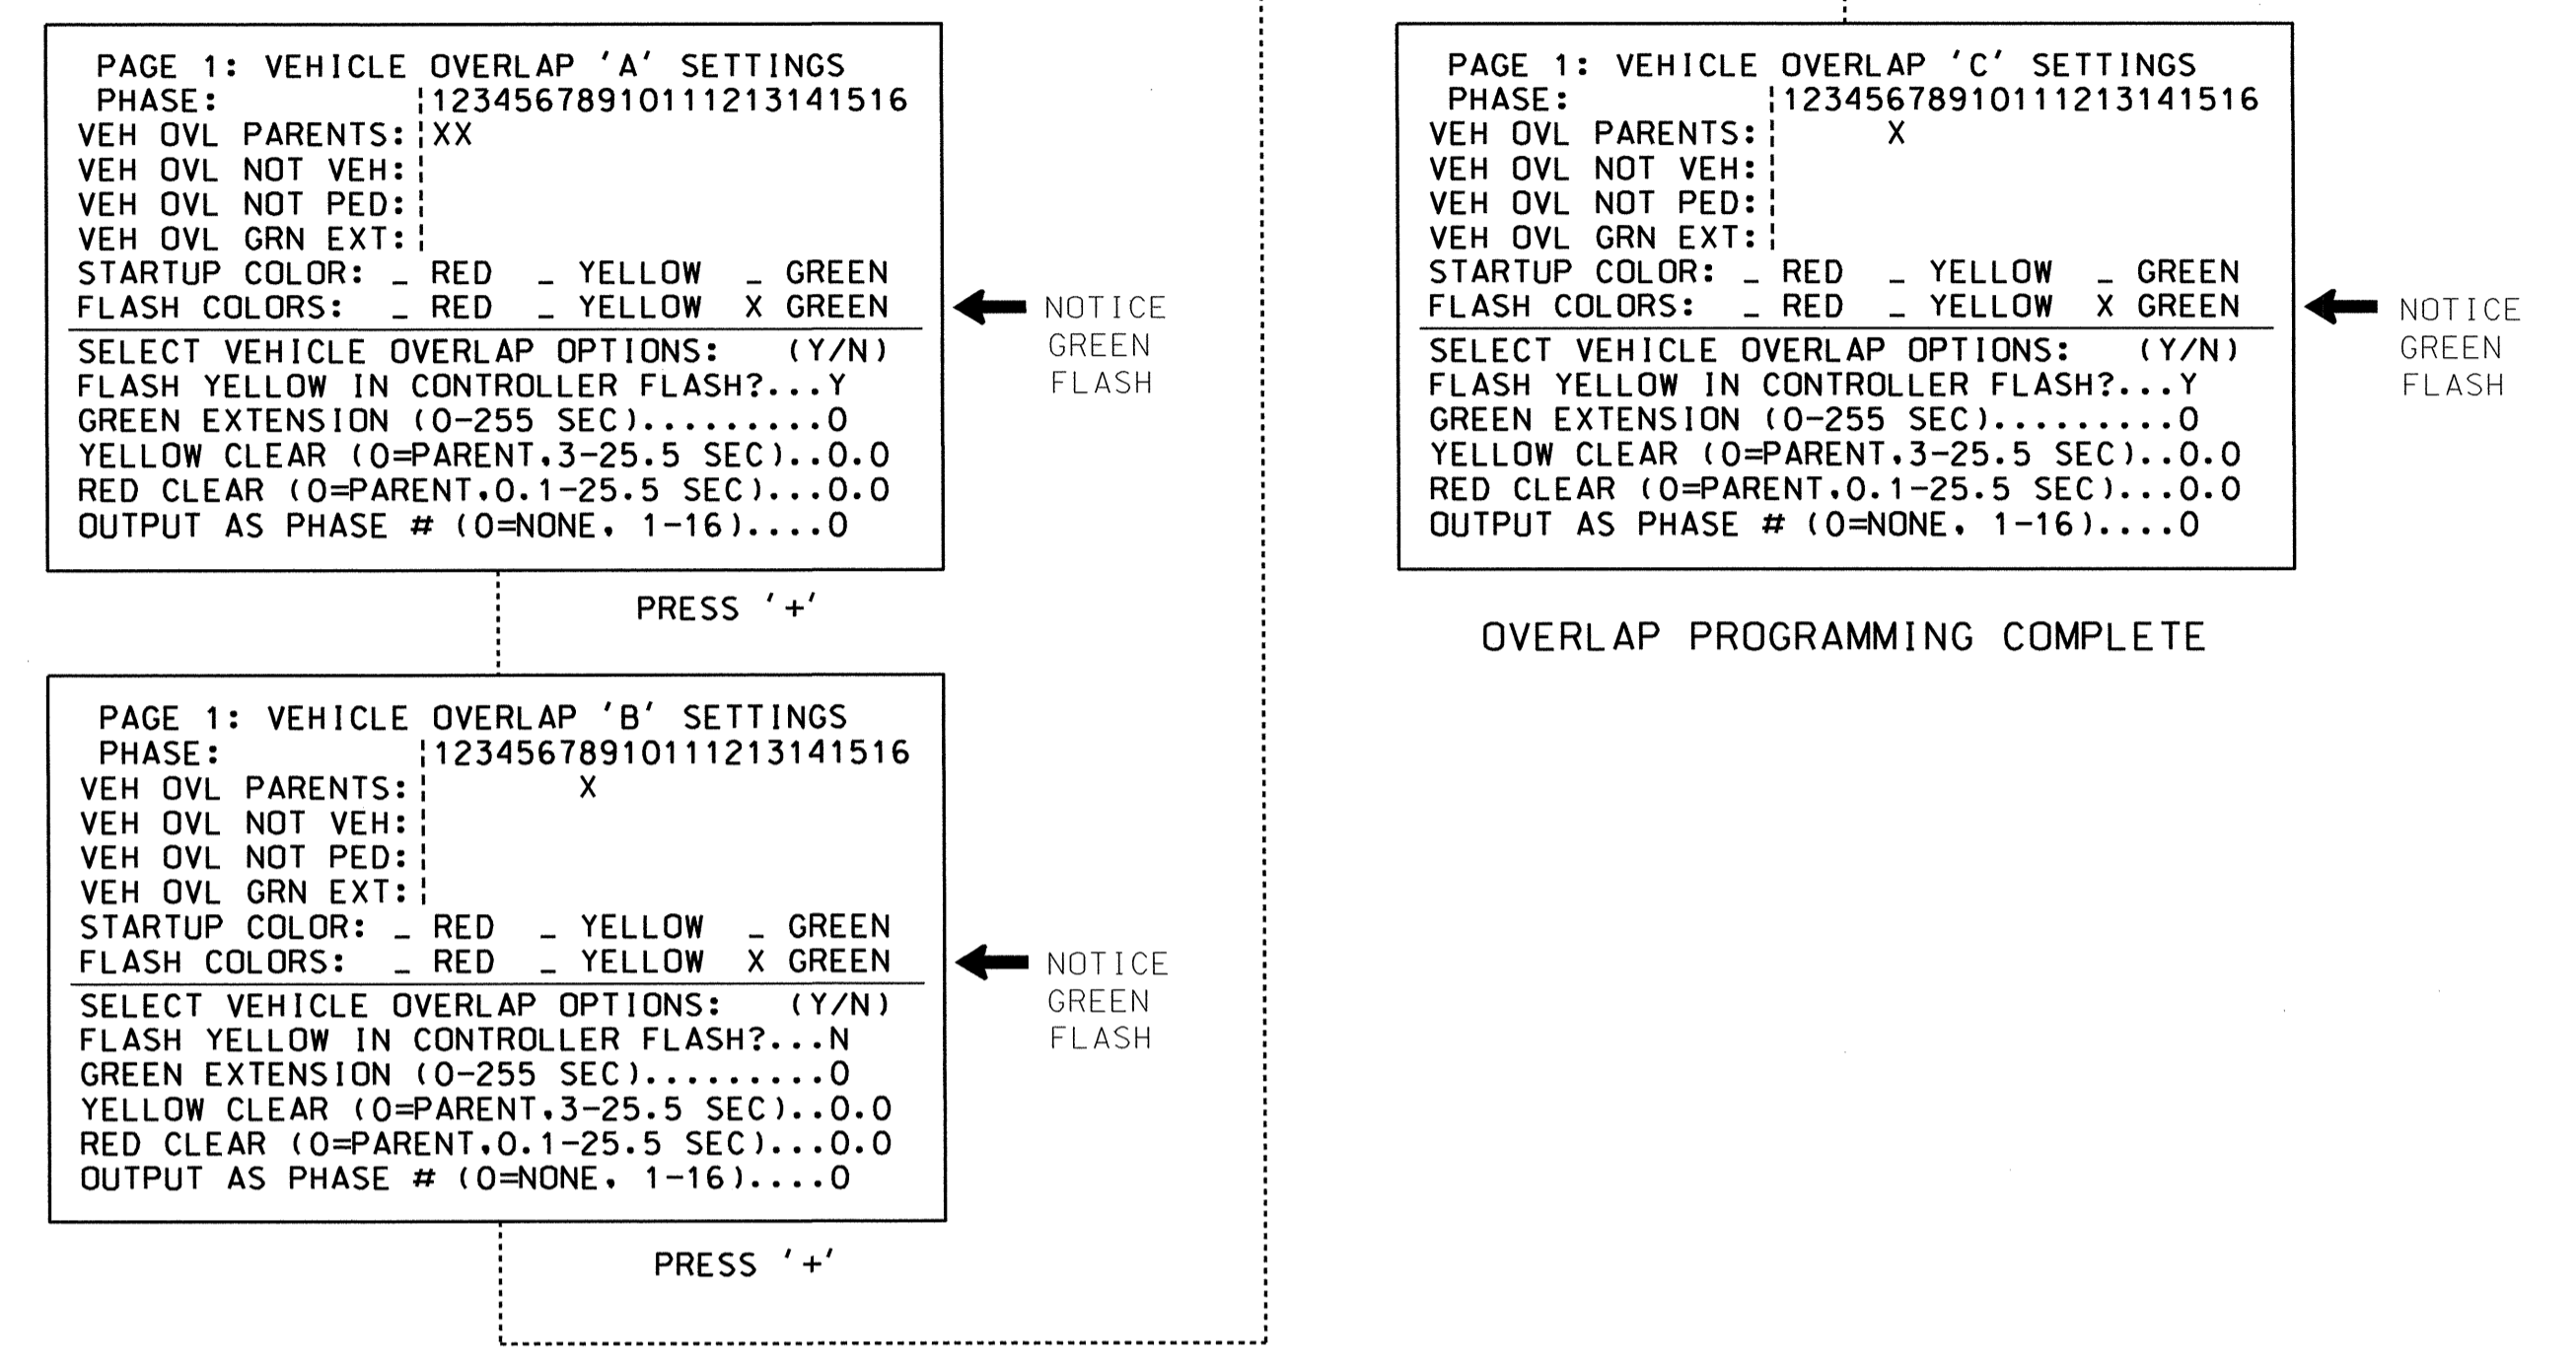 PAGE 1: VEHICLE OVERLAP 'A' SETTINGS
PHASE: ¦12345678910111213141516
VEH OVL PARENTS:¦XX
VEH OVL NOT VEH:¦
VEH OVL NOT PED:¦
VEH OVL GRN EXT:¦
STARTUP COLOR: _ RED _ YELLOW _ GREEN
FLASH COLORS: _ RED _ YELLOW X GREEN
SELECT VEHICLE OVERLAP OPTIONS: (Y/N)
FLASH YELLOW IN CONTROLLER FLASH?...Y
GREEN EXTENSION (0-255 SEC).........0
YELLOW CLEAR (0=PARENT,3-25.5 SEC)..0.0
RED CLEAR (0=PARENT,0.1-25.5 SEC)...0.0
OUTPUT AS PHASE # (0=NONE, 1-16)....0
NOTICE
GREEN
FLASH
PRESS '+'
PAGE 1: VEHICLE OVERLAP 'B' SETTINGS
PHASE: ¦12345678910111213141516
VEH OVL PARENTS:¦ X
VEH OVL NOT VEH:¦
VEH OVL NOT PED:¦
VEH OVL GRN EXT:¦
STARTUP COLOR: _ RED _ YELLOW _ GREEN
FLASH COLORS: _ RED _ YELLOW X GREEN
SELECT VEHICLE OVERLAP OPTIONS: (Y/N)
FLASH YELLOW IN CONTROLLER FLASH?...N
GREEN EXTENSION (0-255 SEC).........0
YELLOW CLEAR (0=PARENT,3-25.5 SEC)..0.0
RED CLEAR (0=PARENT,0.1-25.5 SEC)...0.0
OUTPUT AS PHASE # (0=NONE, 1-16)....0
NOTICE
GREEN
FLASH
PRESS '+'
PAGE 1: VEHICLE OVERLAP 'C' SETTINGS
PHASE: ¦12345678910111213141516
VEH OVL PARENTS:¦ X
VEH OVL NOT VEH:¦
VEH OVL NOT PED:¦
VEH OVL GRN EXT:¦
STARTUP COLOR: _ RED _ YELLOW _ GREEN
FLASH COLORS: _ RED _ YELLOW X GREEN
SELECT VEHICLE OVERLAP OPTIONS: (Y/N)
FLASH YELLOW IN CONTROLLER FLASH?...Y
GREEN EXTENSION (0-255 SEC).........0
YELLOW CLEAR (0=PARENT,3-25.5 SEC)..0.0
RED CLEAR (0=PARENT,0.1-25.5 SEC)...0.0
OUTPUT AS PHASE # (0=NONE, 1-16)....0
NOTICE
GREEN
FLASH
OVERLAP PROGRAMMING COMPLETE